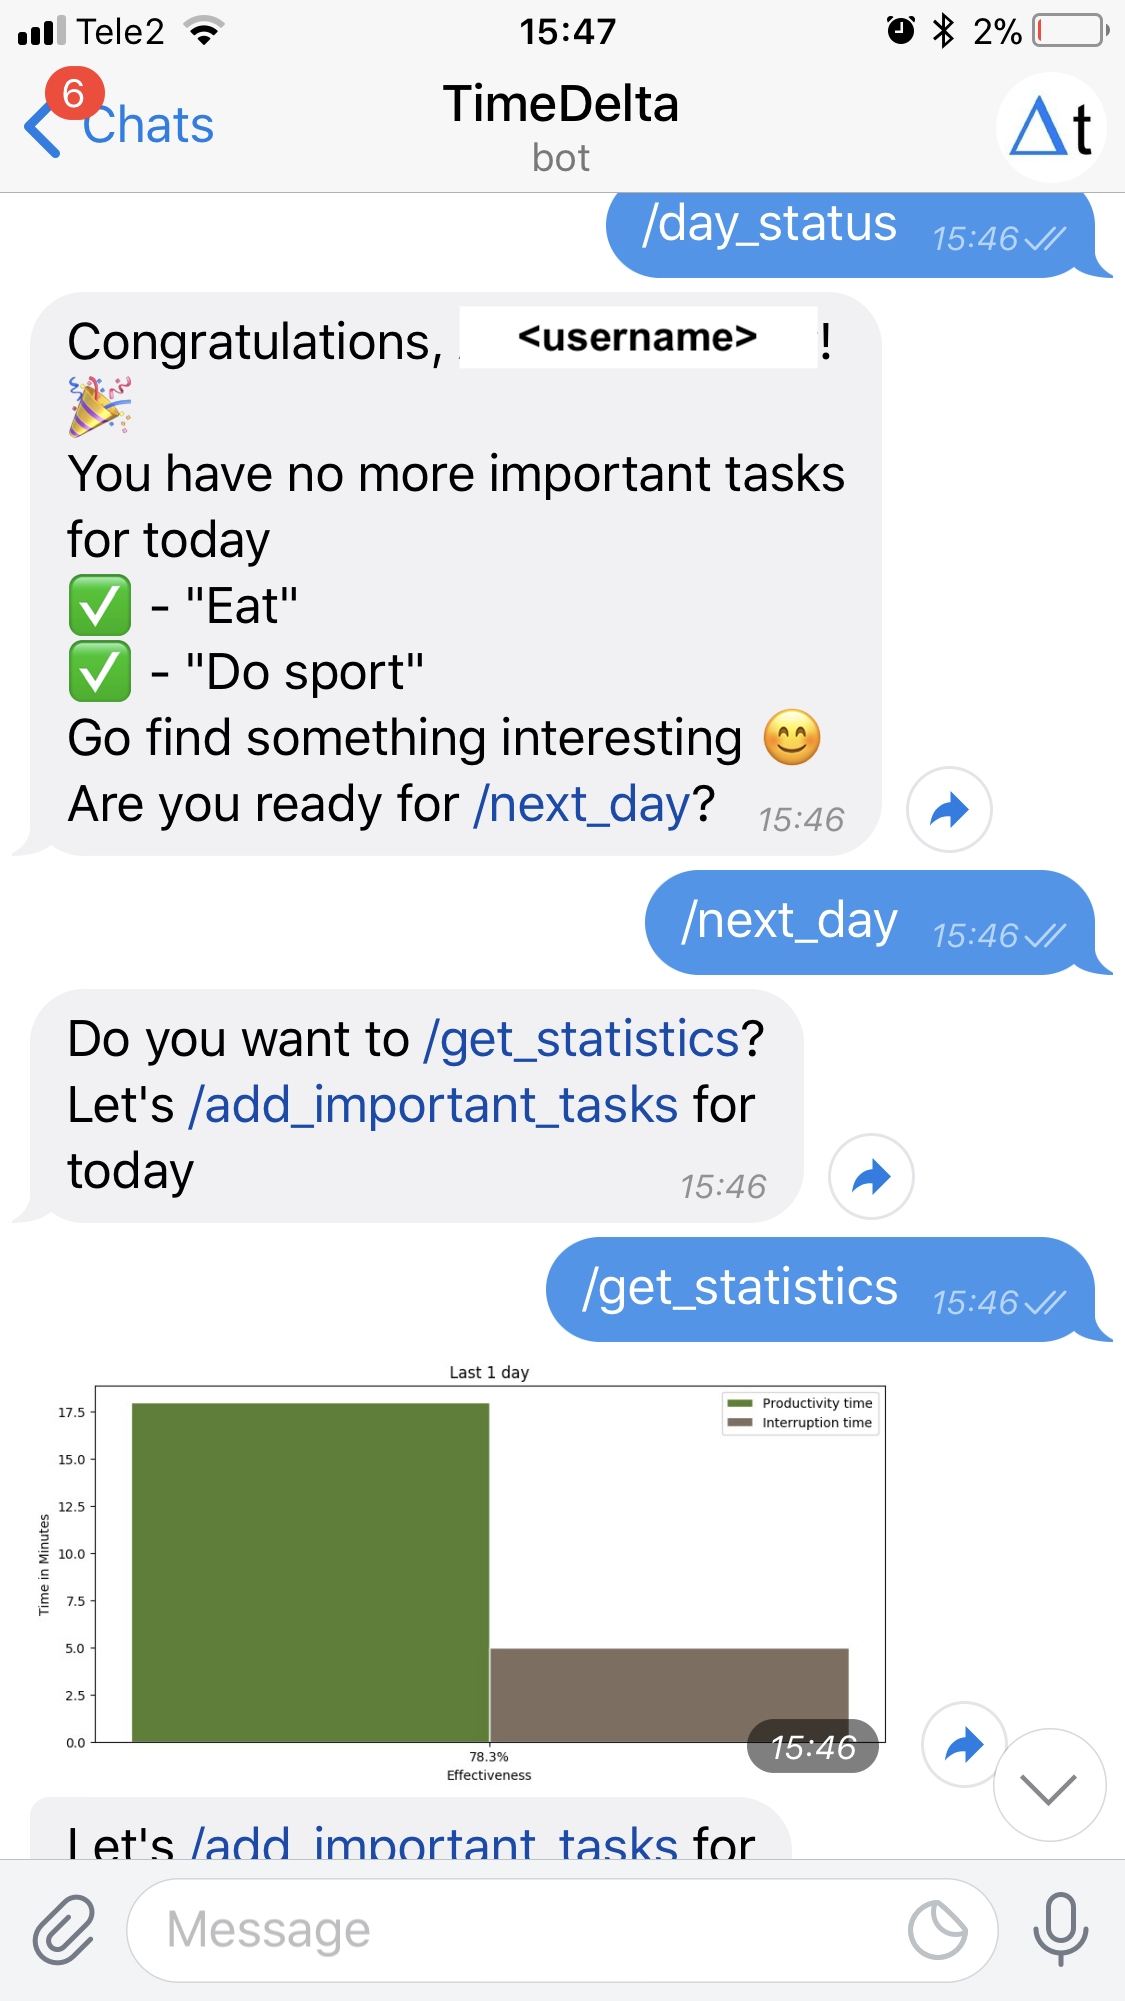 Tele2 15:47 2%
6
Chats TimeDelta Δt
bot
/day_status 15:46
Congratulations, <username>!
🎉
You have no more important tasks
for today
✅ - "Eat"
✅ - "Do sport"
Go find something interesting 😊
Are you ready for /next_day? 15:46
/next_day 15:46
Do you want to /get_statistics?
Let's /add_important_tasks for
today 15:46
/get_statistics 15:46
Last 1 day
Productivity time
Interruption time
17.5
15.0
12.5
10.0
7.5
5.0
2.5
0.0
Time in Minutes
78.3%
Effectiveness
15:46
Let's /add_important_tasks for
Message